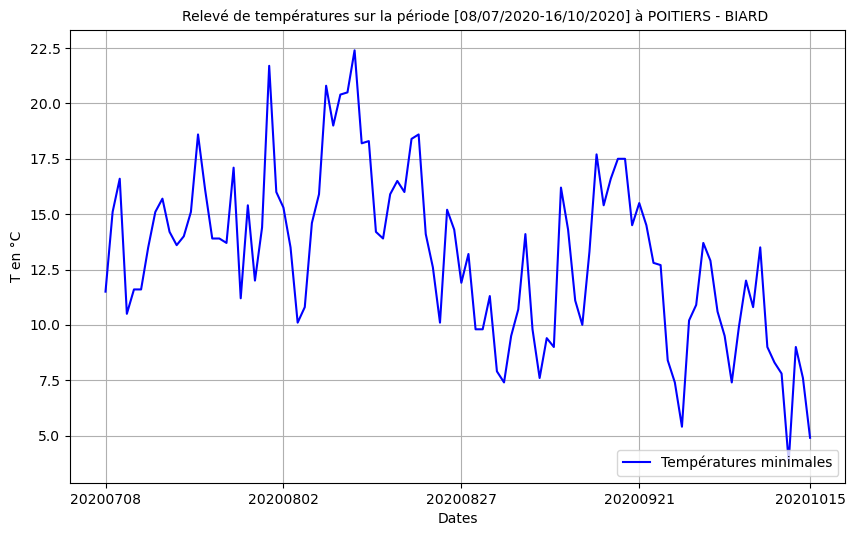 Relevé de températures sur la période [08/07/2020-16/10/2020] à POITIERS - BIARD
T en °C
22.5
20.0
17.5
15.0
12.5
10.0
7.5
5.0
Températures minimales
20200708 20200802 20200827 20200921 20201015
Dates